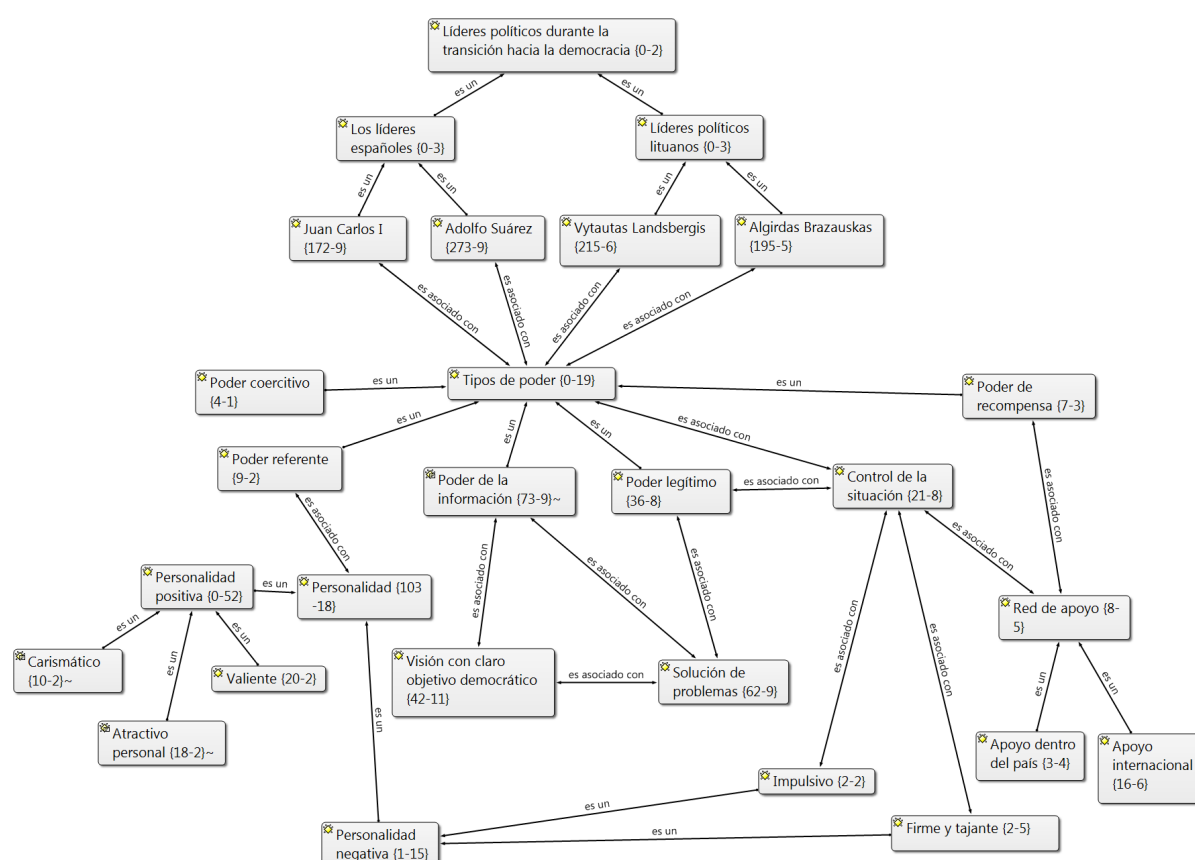 Líderes políticos durante la
transición hacia la democracia {0-2}
es un
es un
Los líderes
españoles {0-3}
Líderes políticos
lituanos {0-3}
es un
es un
es un
es un
Juan Carlos I
{172-9}
Adolfo Suárez
{273-9}
Vytautas Landsbergis
{215-6}
Algirdas Brazauskas
{195-5}
es asociado con
es asociado con
es asociado con
es asociado con
Poder coercitivo
{4-1}
es un
Tipos de poder {0-19}
es un
Poder de
recompensa {7-3}
es un
es un
es un
es asociado con
Poder referente
{9-2}
Poder de la
información {73-9}~
Poder legítimo
{36-8}
es asociado con
Control de la
situación {21-8}
es asociado con
es asociado con
es asociado con
es asociado con
es asociado con
es asociado con
Personalidad
positiva {0-52}
es un
Personalidad {103
-18}
es asociado con
es asociado con
Red de apoyo {8-
5}
es un
es un
es un
Carismático
{10-2}~
Valiente {20-2}
Visión con claro
objetivo democrático
{42-11}
es asociado con
Solución de
problemas {62-9}
es un
es un
es un
Atractivo
personal {18-2}~
Apoyo dentro
del país {3-4}
Apoyo
internacional
{16-6}
Impulsivo {2-2}
es un
Personalidad
negativa {1-15}
es un
Firme y tajante {2-5}